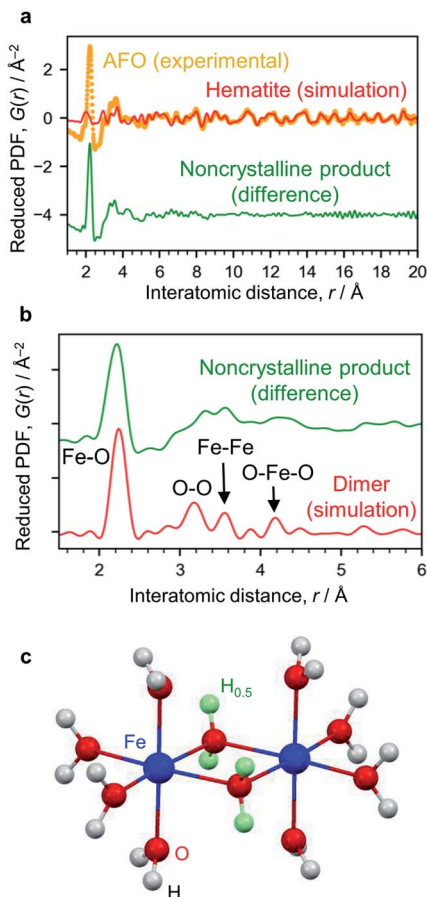 a
Reduced PDF, G(r) / Å⁻²
2
0
−2
−4
AFO (experimental)
Hematite (simulation)
Noncrystalline product
(difference)
2 4 6 8 10 12 14 16 18 20
Interatomic distance, r / Å
b
Reduced PDF, G(r) / Å⁻²
Noncrystalline product
(difference)
Fe-Fe
Fe-O
O-O
O-Fe-O
Dimer
(simulation)
2 3 4 5 6
Interatomic distance, r / Å
c
H₀.₅
Fe
O
H